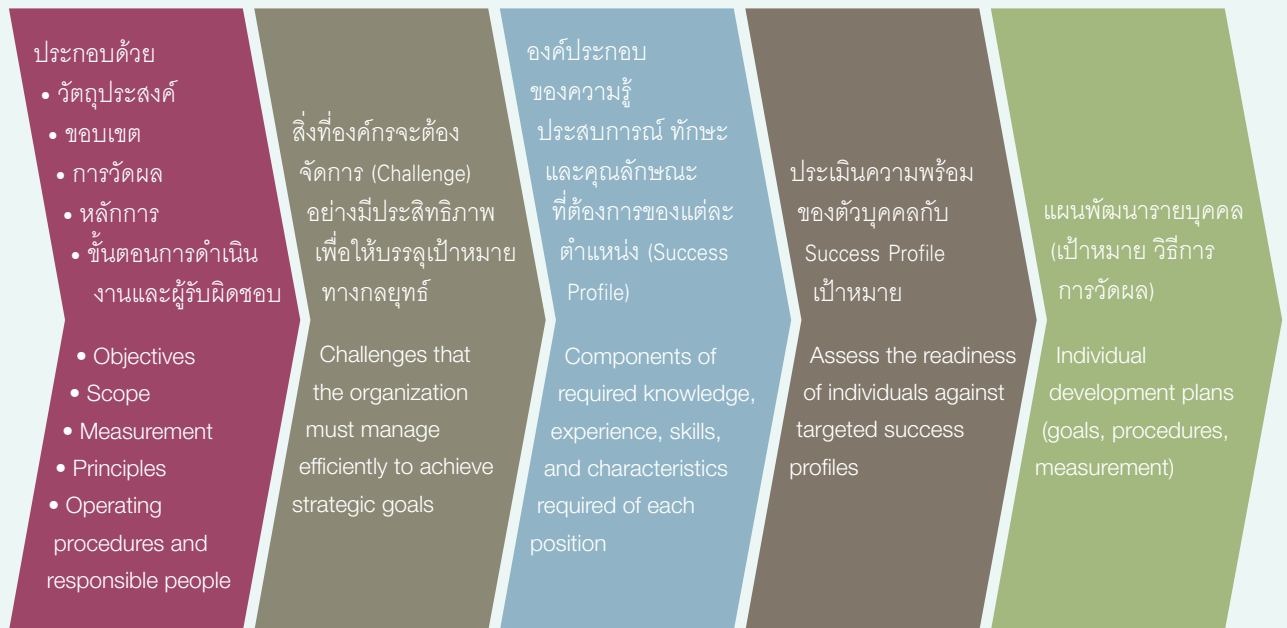 ประกอบด้วย
• วัตถุประสงค์
• ขอบเขต
• การวัดผล
• หลักการ
• ขั้นตอนการดำเนิน
งานและผู้รับผิดชอบ
• Objectives
• Scope
• Measurement
• Principles
• Operating
procedures and
responsible people
สิ่งที่องค์กรจะต้อง
จัดการ (Challenge)
อย่างมีประสิทธิภาพ
เพื่อให้บรรลุเป้าหมาย
ทางกลยุทธ์
Challenges that
the organization
must manage
efficiently to achieve
strategic goals
องค์ประกอบ
ของความรู้
ประสบการณ์ ทักษะ
และคุณลักษณะ
ที่ต้องการของแต่ละ
ตำแหน่ง (Success
Profile)
Components of
required knowledge,
experience, skills,
and characteristics
required of each
position
ประเมินความพร้อม
ของตัวบุคคลกับ
Success Profile
เป้าหมาย
Assess the readiness
of individuals against
targeted success
profiles
แผนพัฒนารายบุคคล
(เป้าหมาย วิธีการ
การวัดผล)
Individual
development plans
(goals, procedures,
measurement)